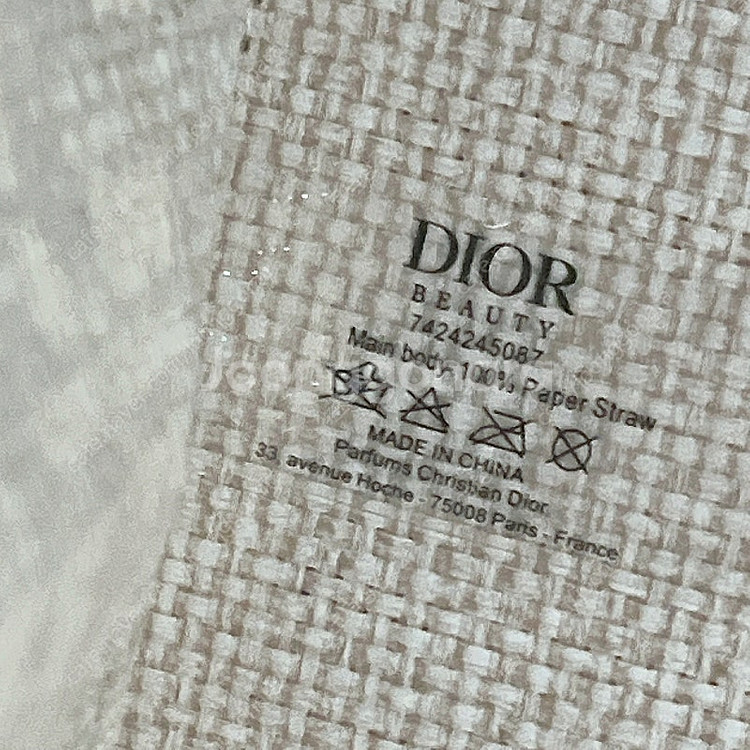 DIOR
BEAUTY
7424245087
Main body 100% Paper Straw
MADE IN CHINA
Parfums Christian Dior
33, avenue Hoche - 75008 Paris - France